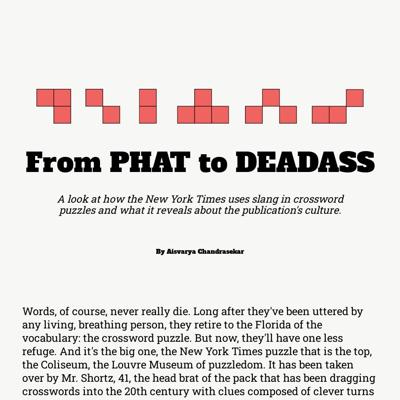 From PHAT to DEADASS
A look at how the New York Times uses slang in crossword
puzzles and what it reveals about the publication's culture.
By Aisvarya Chandrasekar
Words, of course, never really die. Long after they've been uttered by
any living, breathing person, they retire to the Florida of the
vocabulary: the crossword puzzle. But now, they'll have one less
refuge. And it's the big one, the New York Times puzzle that is the top,
the Coliseum, the Louvre Museum of puzzledom. It has been taken
over by Mr. Shortz, 41, the head brat of the pack that has been dragging
crosswords into the 20th century with clues composed of clever turns